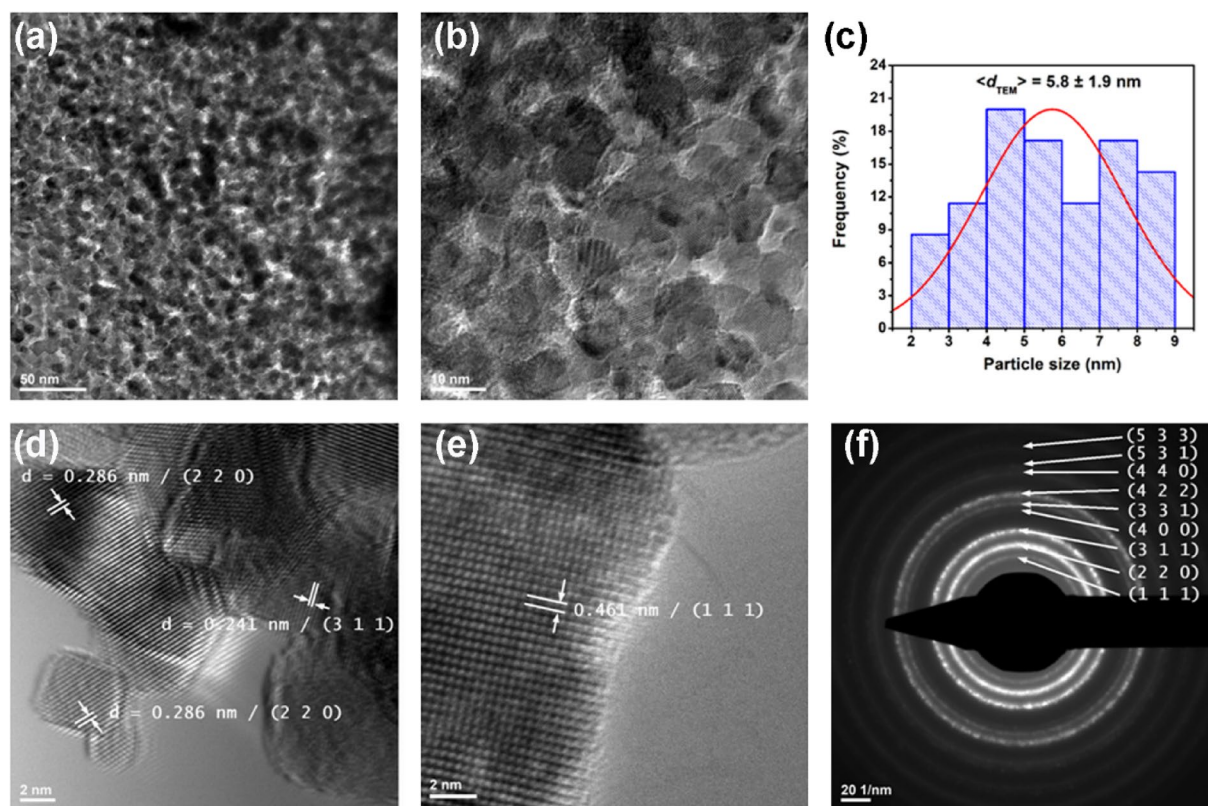 (a)
50 nm
(b)
10 nm
(c)
<d_TEM> = 5.8 ± 1.9 nm
Frequency (%)
24
21
18
15
12
9
6
3
0
2 3 4 5 6 7 8 9
Particle size (nm)
(d)
d = 0.286 nm / (2 2 0)
d = 0.241 nm / (3 1 1)
d = 0.286 nm / (2 2 0)
2 nm
(e)
0.461 nm / (1 1 1)
2 nm
(f)
(5 3 3)
(5 3 1)
(4 4 0)
(4 2 2)
(3 3 1)
(4 0 0)
(3 1 1)
(2 2 0)
(1 1 1)
20 1/nm